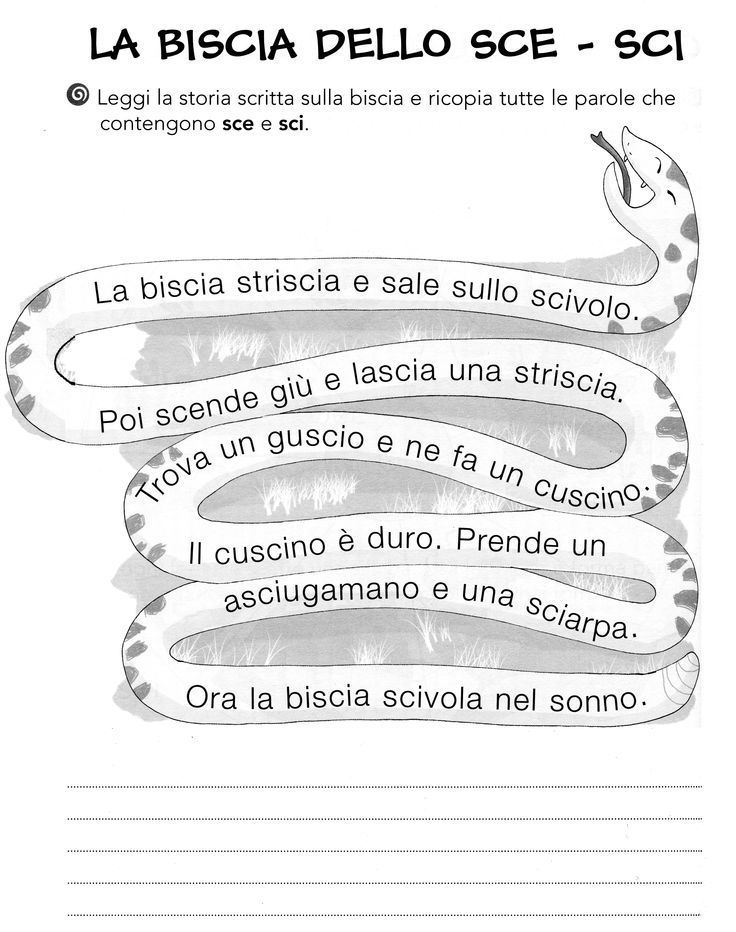 LA BISCIA DELLO SCE - SCI
Leggi la storia scritta sulla biscia e ricopia tutte le parole che
contengono sce e sci.
La biscia striscia e sale sullo scivolo.
Poi scende giù e lascia una striscia.
Trova un guscio e ne fa un cuscino.
Il cuscino è duro. Prende un
asciugamano e una sciarpa.
Ora la biscia scivola nel sonno.